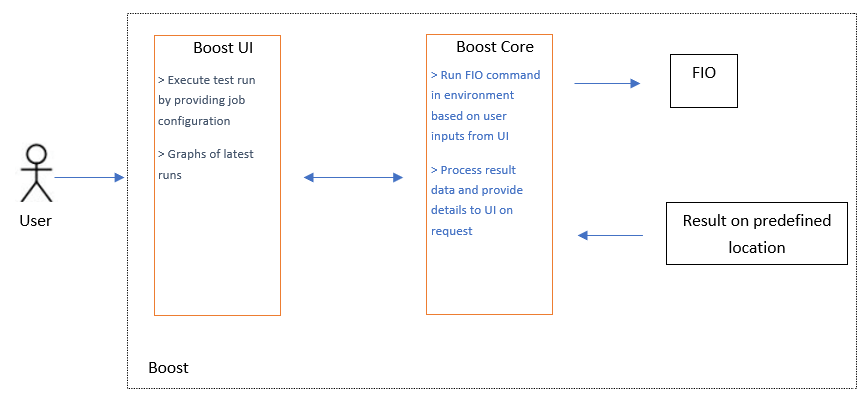 User
Boost UI
> Execute test run
by providing job
configuration
> Graphs of latest
runs
Boost Core
> Run FIO command
in environment
based on user
inputs from UI
> Process result
data and provide
details to UI on
request
FIO
Result on predefined
location
Boost